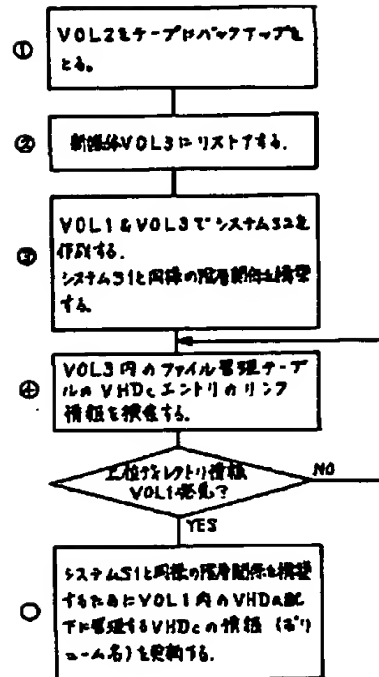 ①
VOL2をテープにバックアップを
とる。
②
新媒体VOL3にリストアする.
③
VOL1&VOL3でシステムS2を
作成する.
システムS1と同様の階層関係を構築
する。
④
VOL3内のファイル管理テーブ
ルのVHDcエントリのリンク
情報を検索する.
上位ディレクトリ情報
VOL1発見?
NO
YES
システムS1と同様の階層関係を構築
するためにVOL1内のVHDa配
下に管理するVHDcの情報(ボリ
ューム名)を更新する.